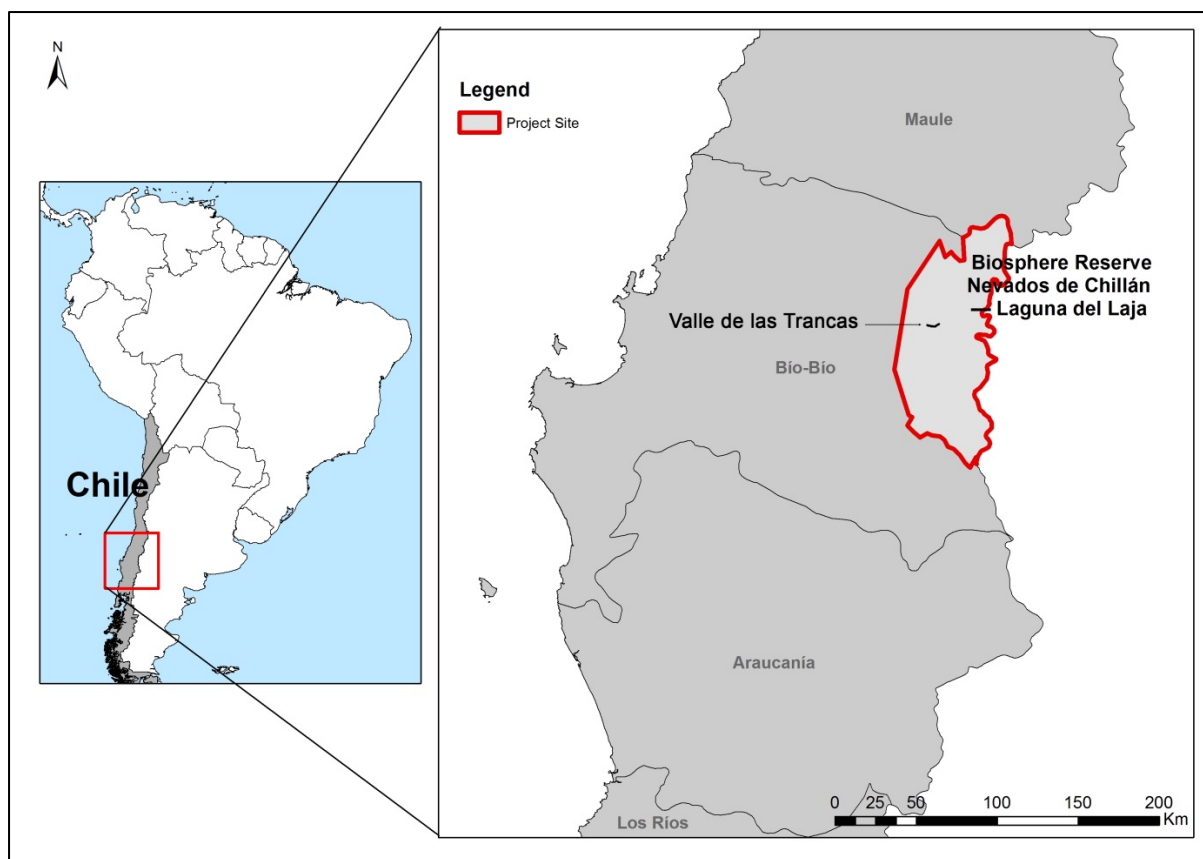 N
Legend
Project Site
Maule
Biosphere Reserve
Nevados de Chillán
Laguna del Laja
Valle de las Trancas
Bío-Bío
Chile
Araucanía
Los Ríos
0 25 50 100 150 200
Km